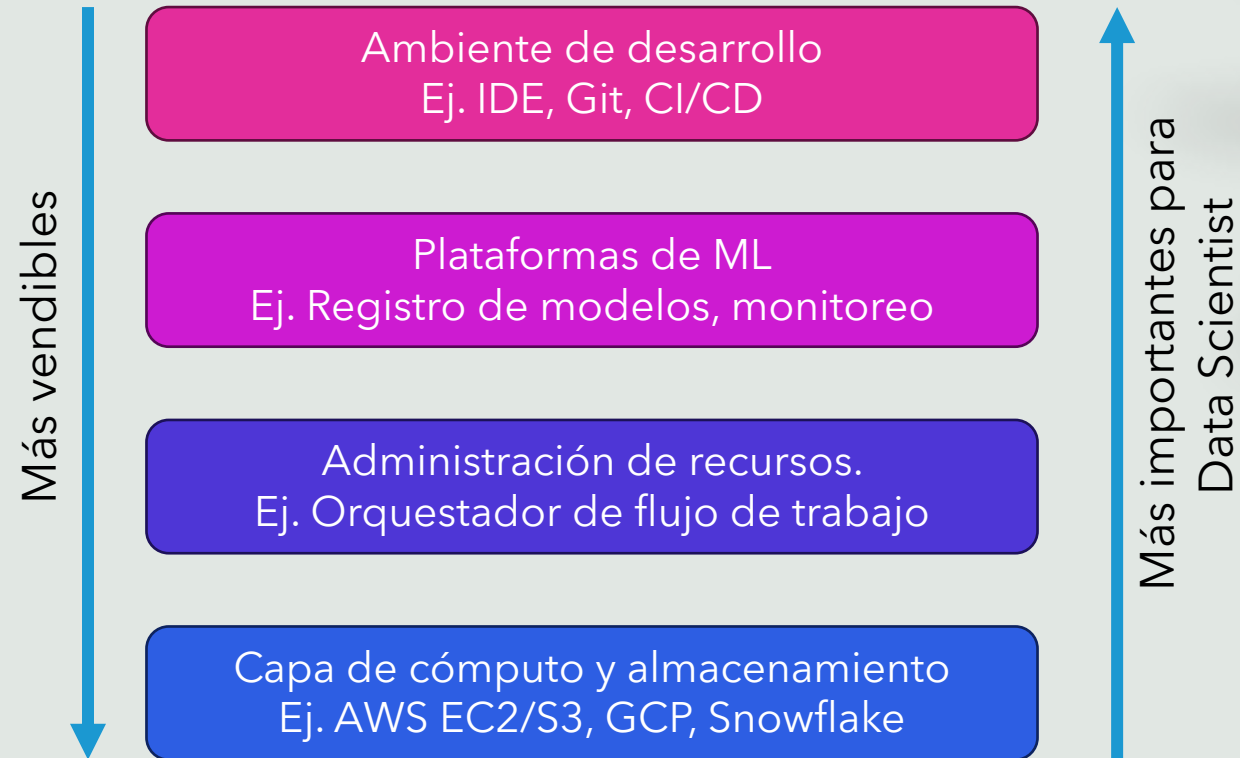 Más vendibles
Ambiente de desarrollo
Ej. IDE, Git, CI/CD
Plataformas de ML
Ej. Registro de modelos, monitoreo
Administración de recursos.
Ej. Orquestador de flujo de trabajo
Capa de cómputo y almacenamiento
Ej. AWS EC2/S3, GCP, Snowflake
Más importantes para
Data Scientist